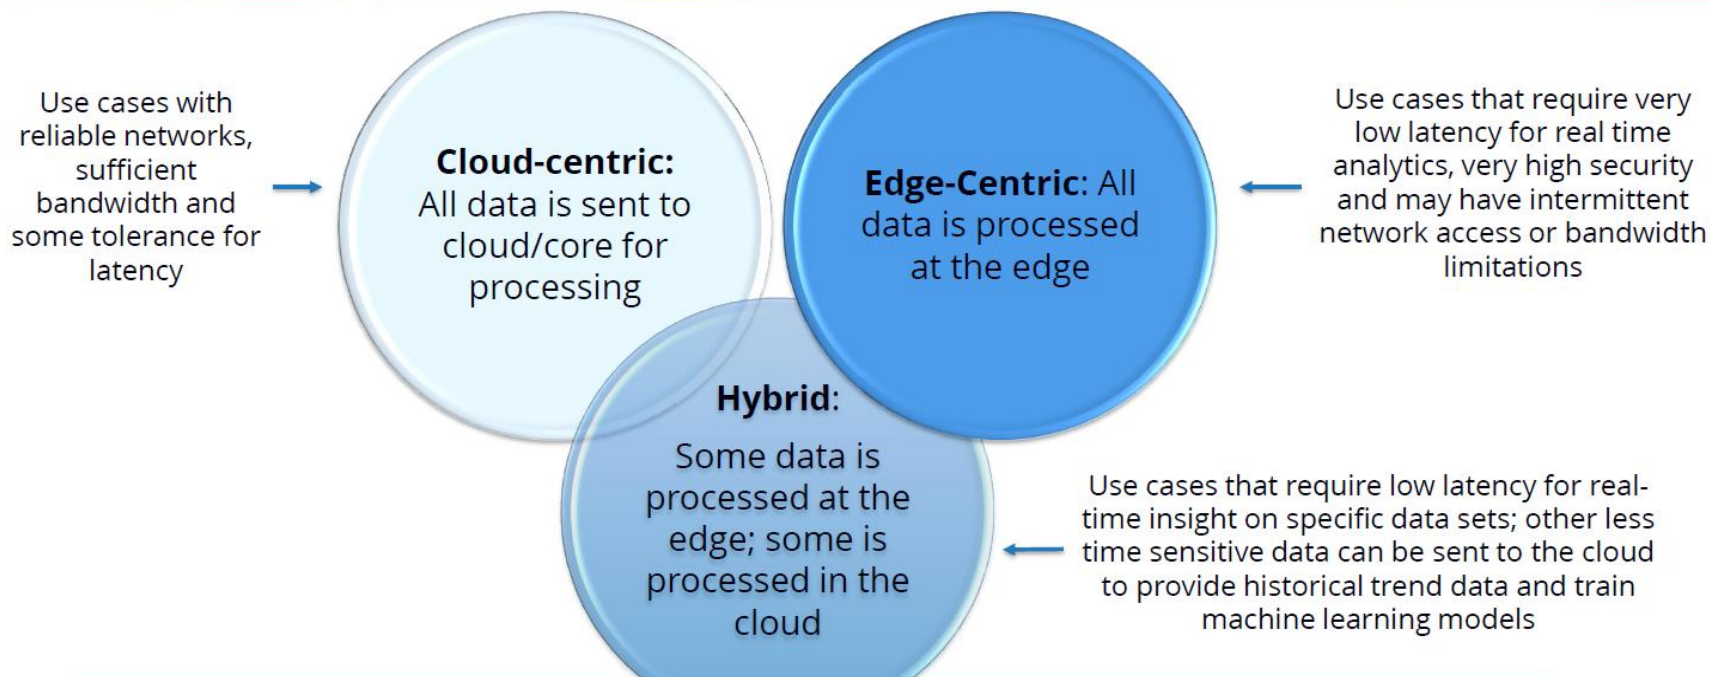 Use cases with
reliable networks,
sufficient
bandwidth and
some tolerance for
latency
Cloud-centric:
All data is sent to
cloud/core for
processing
Edge-Centric: All
data is processed
at the edge
Use cases that require very
low latency for real time
analytics, very high security
and may have intermittent
network access or bandwidth
limitations
Hybrid:
Some data is
processed at the
edge; some is
processed in the
cloud
Use cases that require low latency for real-
time insight on specific data sets; other less
time sensitive data can be sent to the cloud
to provide historical trend data and train
machine learning models